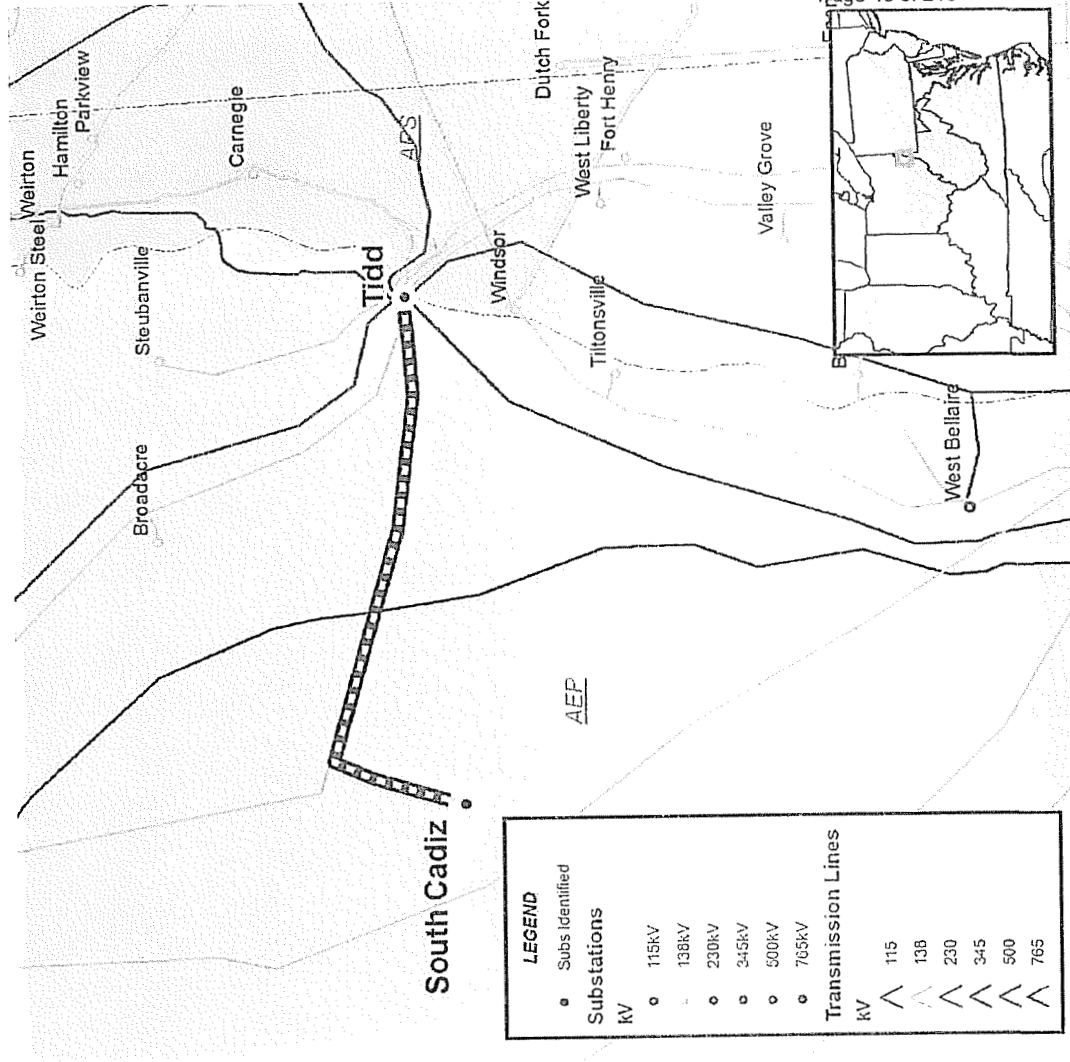 Weirton Steel
Weirton
Hamilton
Parkview
Steubanville
Carnegie
Broadacre
Tidd
APS
Dutch Fork
West Liberty
Fort Henry
Windsor
Tiltonsville
Valley Grove
West Bellaire
South Cadiz
AEP
LEGEND
Subs Identified
Substations
kV
115kV
138kV
230kV
345kV
500kV
765kV
Transmission Lines
kV
115
138
230
345
500
765